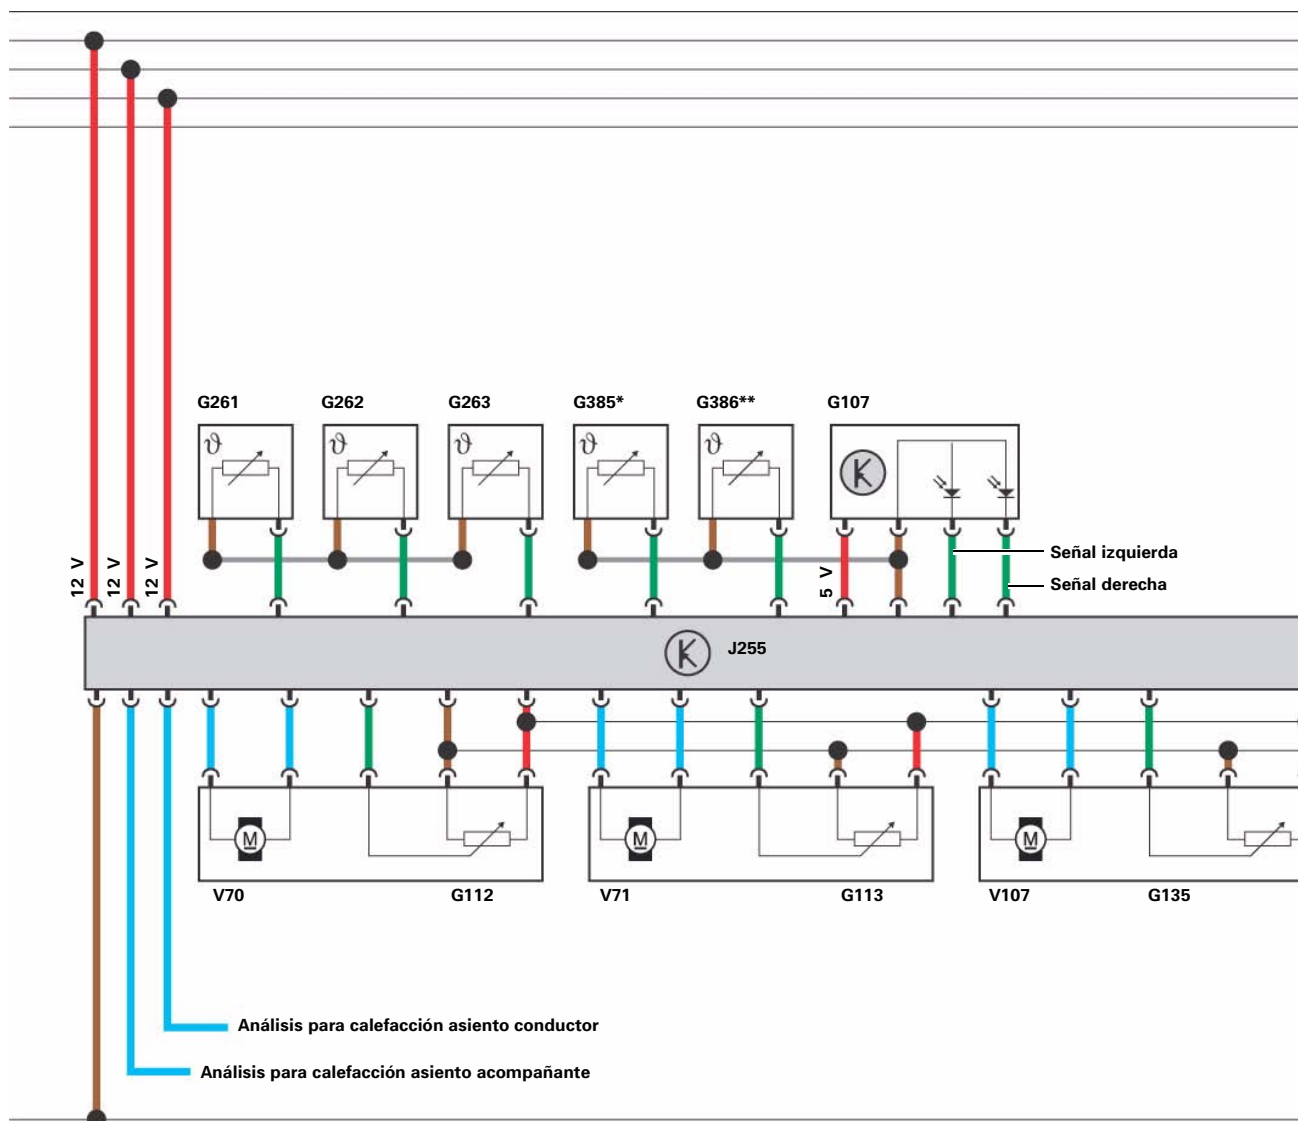 G261
G262
G263
G385*
G386**
G107
ϑ
ϑ
ϑ
ϑ
ϑ
12 V
12 V
12 V
5 V
Señal izquierda
Señal derecha
J255
M
M
M
V70
G112
V71
G113
V107
G135
Análisis para calefacción asiento conductor
Análisis para calefacción asiento acompañante